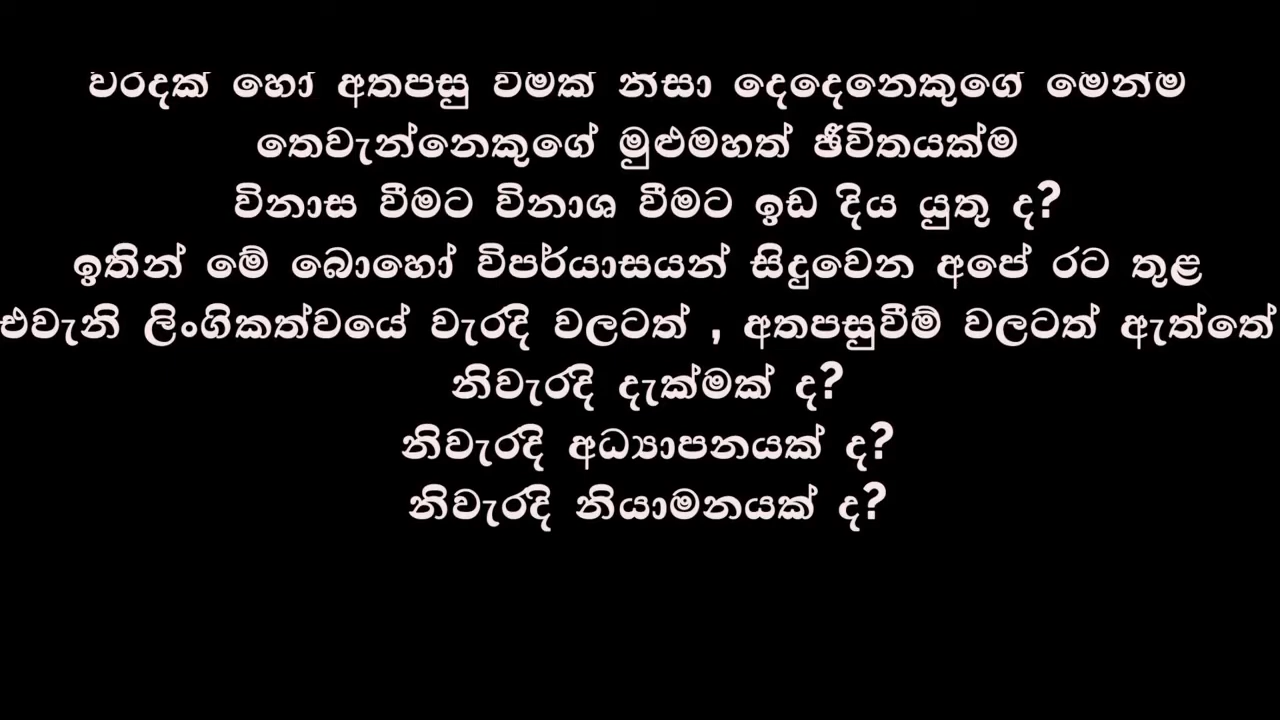 වරදක් හෝ අතපසු වීමක් නිසා දෙදෙනෙකුගේ මෙන්ම
තෙවැන්නෙකුගේ මුළුමහත් ජීවිතයක්ම
විනාස වීමට විනාශ වීමට ඉඩ දිය යුතු ද?
ඉතින් මේ බොහෝ විපර්යාසයන් සිදුවෙන අපේ රට තුළ
එවැනි ලිංගිකත්වයේ වැරදි වලටත් , අතපසුවීම් වලටත් ඇත්තේ
නිවැරදි දැක්මක් ද?
නිවැරදි අධ්‍යාපනයක් ද?
නිවැරදි නියාමනයක් ද?